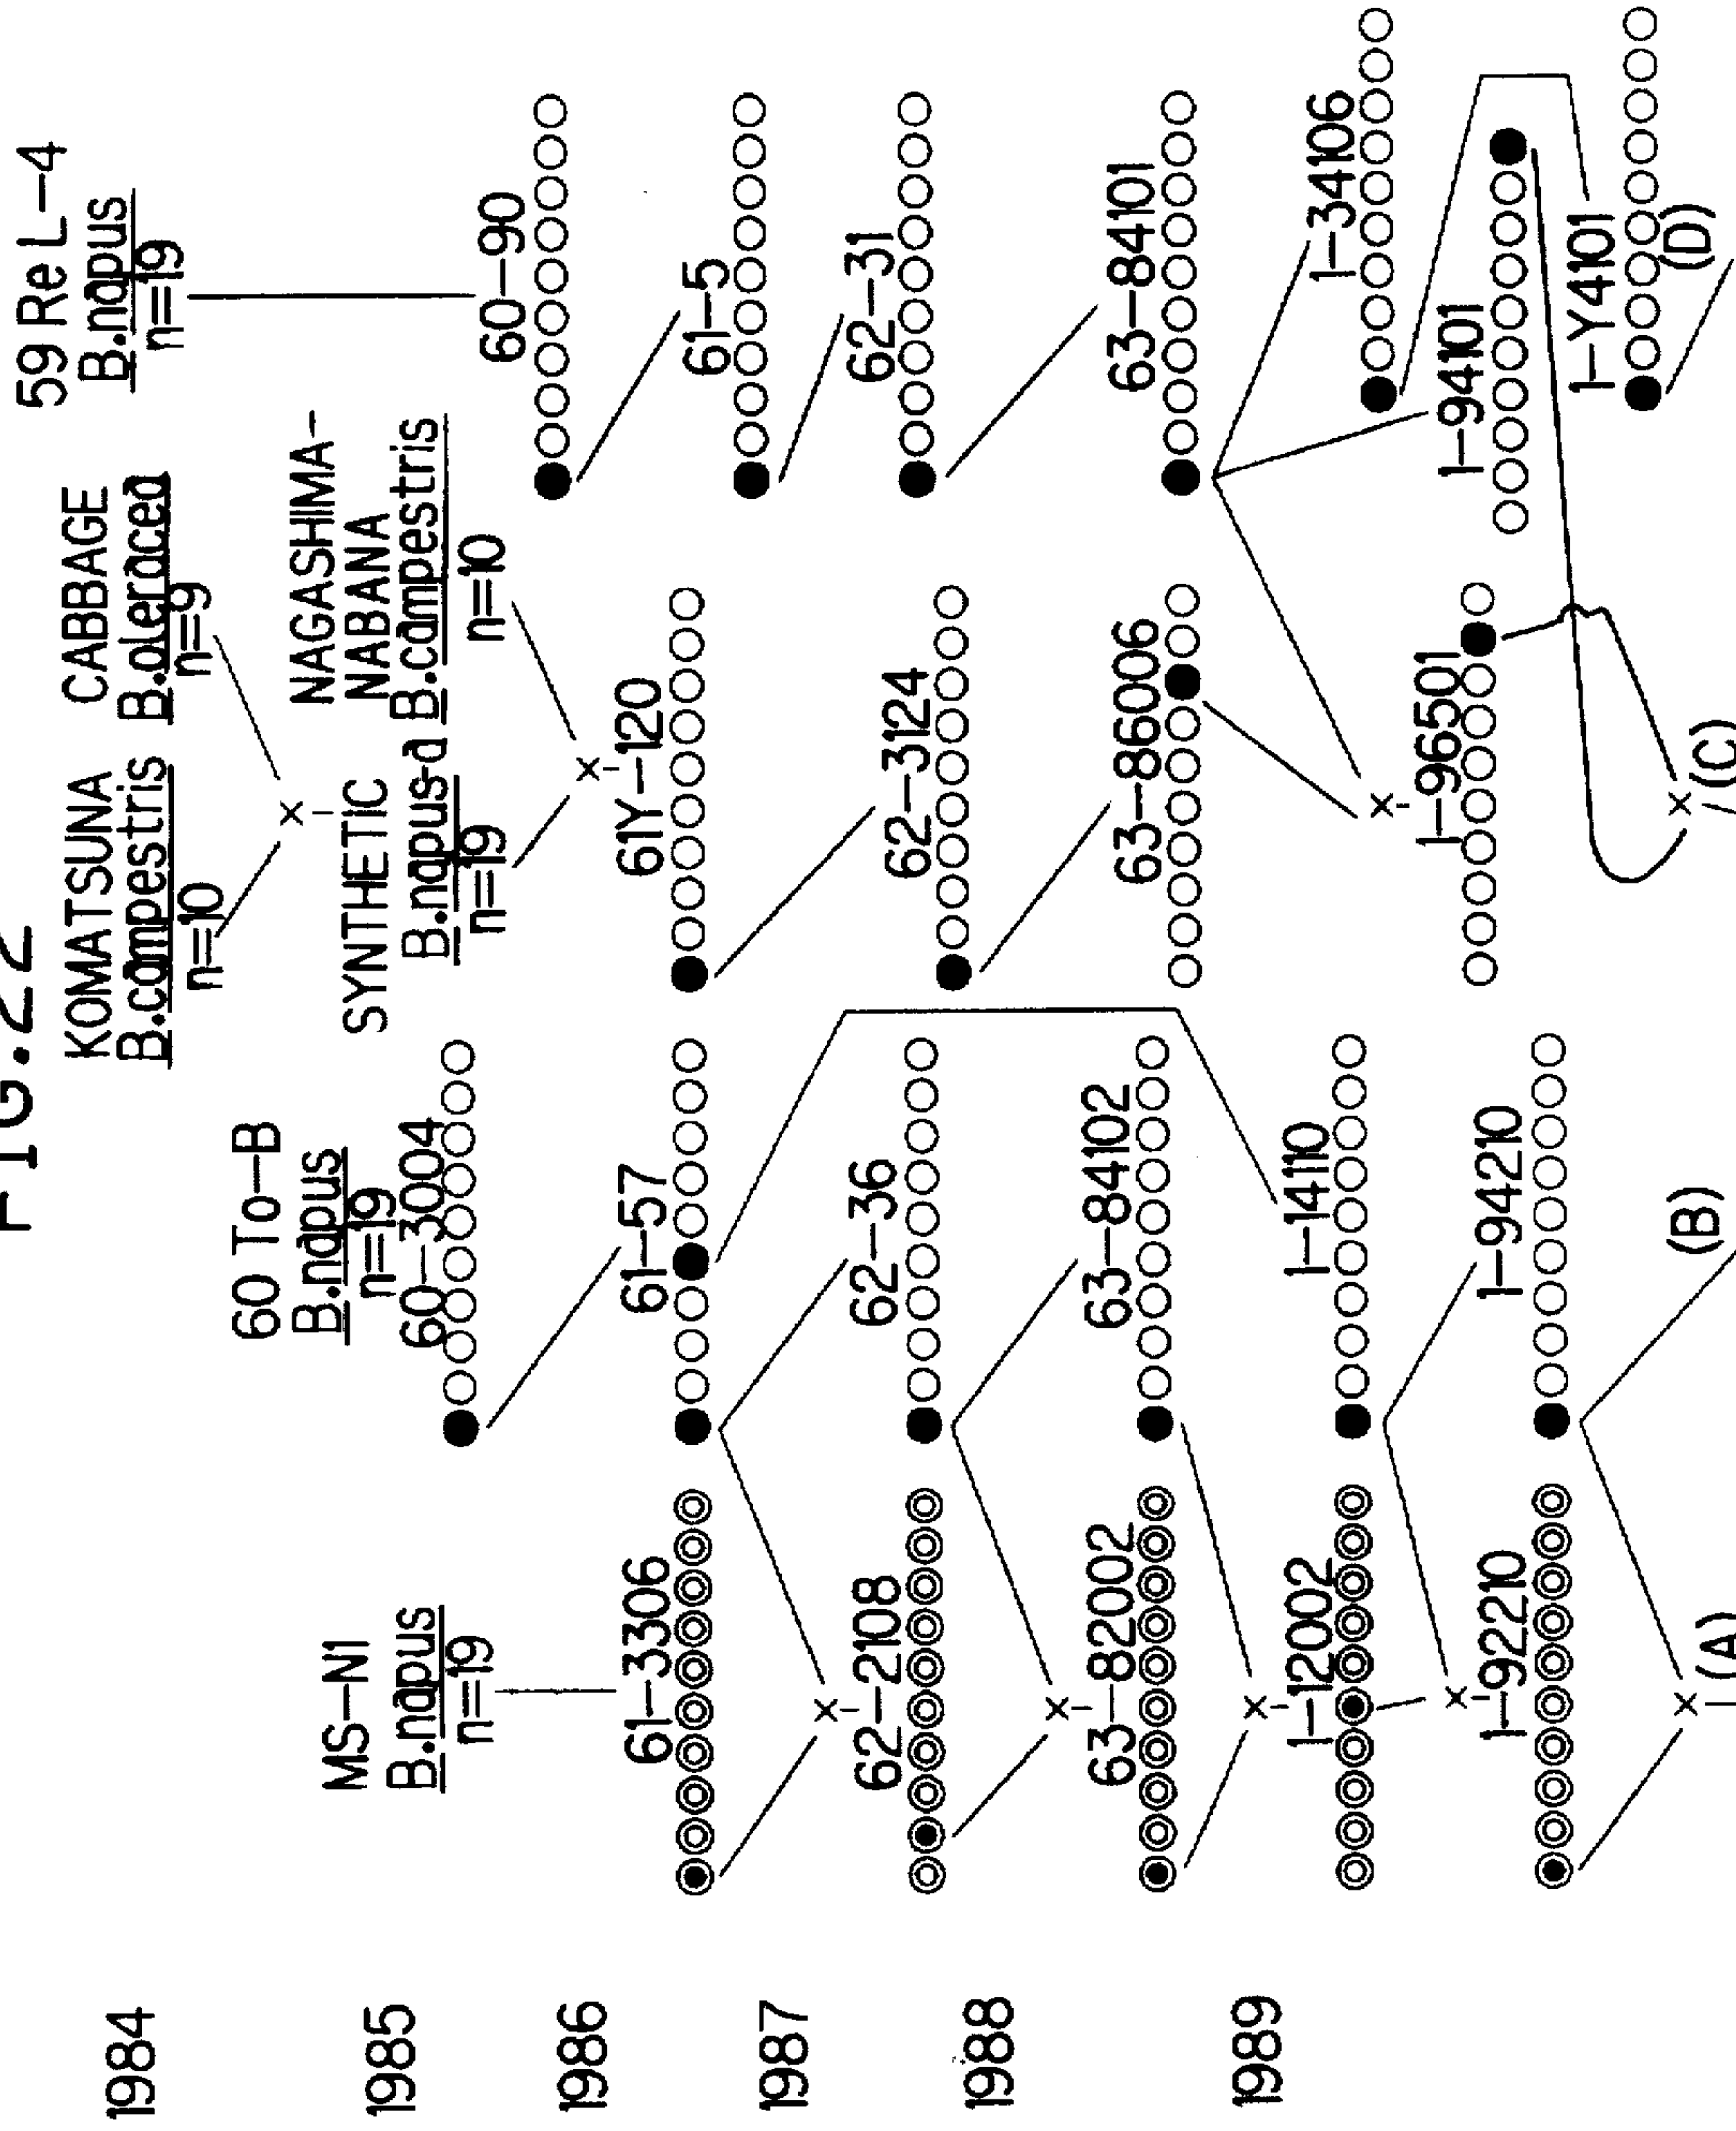 FIG.22
1984
1985
1986
1987
1988
1989
KOMATSUNA
B.campestris
n=10
CABBAGE
B.oleracea
n=9
59 Re L-4
B.napus
n=19
60 To-B
B.napus
n=19
60-3004
MS-N1
B.napus
n=19
SYNTHETIC
B.napus-a
n=19
NAGASHIMA-
NABANA
B.campestris
n=10
60-90
61-3306
61-57
61Y-120
61-5
62-2108
62-36
62-3124
62-31
63-82002
63-84102
63-86006
63-84101
1-12002
1-14110
1-96501
1-34106
1-94101
1-92210
1-94210
1-Y4101
(A)
(B)
(C)
(D)